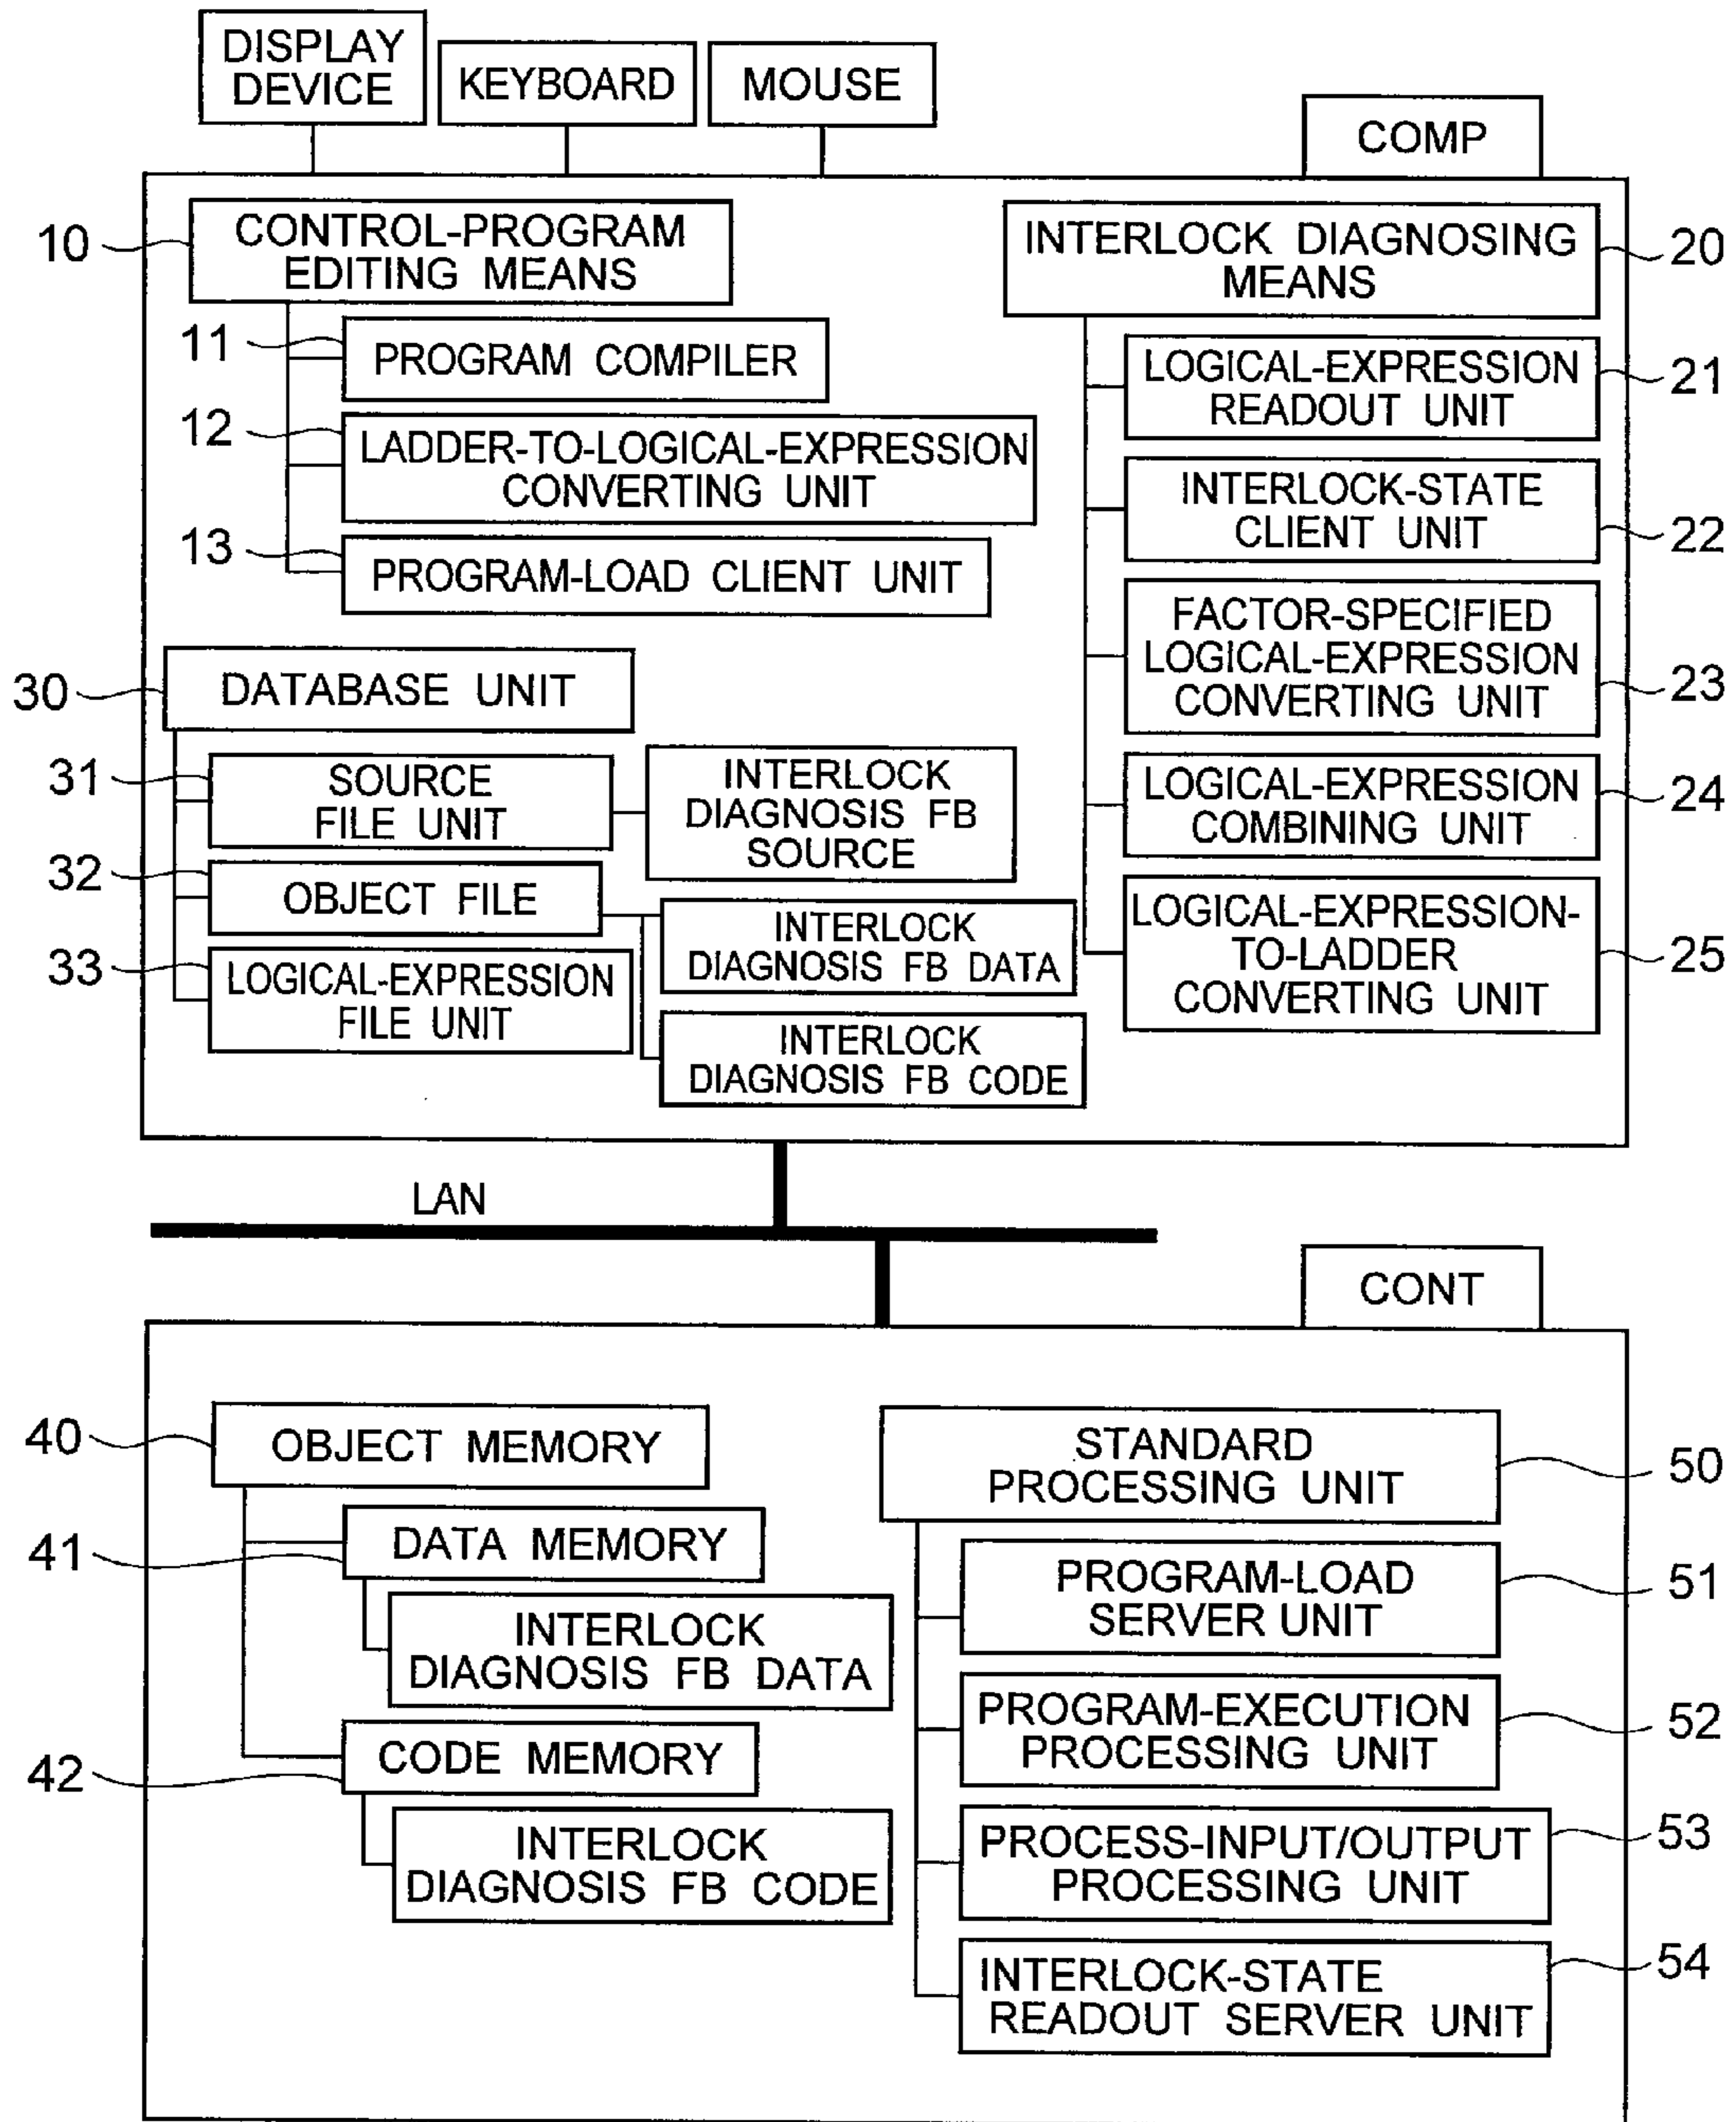 DISPLAY
DEVICE
KEYBOARD
MOUSE
COMP
10
CONTROL-PROGRAM
EDITING MEANS
11
PROGRAM COMPILER
12
LADDER-TO-LOGICAL-EXPRESSION
CONVERTING UNIT
13
PROGRAM-LOAD CLIENT UNIT
INTERLOCK DIAGNOSING
MEANS
20
LOGICAL-EXPRESSION
READOUT UNIT
21
INTERLOCK-STATE
CLIENT UNIT
22
FACTOR-SPECIFIED
LOGICAL-EXPRESSION
CONVERTING UNIT
23
LOGICAL-EXPRESSION
COMBINING UNIT
24
LOGICAL-EXPRESSION-
TO-LADDER
CONVERTING UNIT
25
30
DATABASE UNIT
31
SOURCE
FILE UNIT
INTERLOCK
DIAGNOSIS FB
SOURCE
32
OBJECT FILE
INTERLOCK
DIAGNOSIS FB DATA
33
LOGICAL-EXPRESSION
FILE UNIT
INTERLOCK
DIAGNOSIS FB CODE
LAN
CONT
40
OBJECT MEMORY
41
DATA MEMORY
INTERLOCK
DIAGNOSIS FB DATA
42
CODE MEMORY
INTERLOCK
DIAGNOSIS FB CODE
STANDARD
PROCESSING UNIT
50
PROGRAM-LOAD
SERVER UNIT
51
PROGRAM-EXECUTION
PROCESSING UNIT
52
PROCESS-INPUT/OUTPUT
PROCESSING UNIT
53
INTERLOCK-STATE
READOUT SERVER UNIT
54